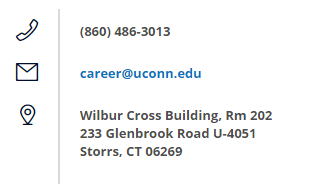 (860) 486-3013
career@uconn.edu
Wilbur Cross Building, Rm 202
233 Glenbrook Road U-4051
Storrs, CT 06269